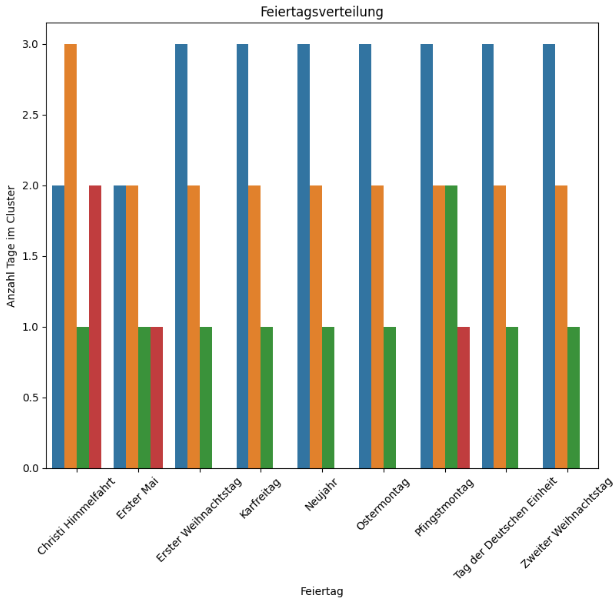 Feiertagsverteilung
Anzahl Tage im Cluster
3.0
2.5
2.0
1.5
1.0
0.5
0.0
Christi Himmelfahrt
Erster Mai
Erster Weihnachtstag
Karfreitag
Neujahr
Ostermontag
Pfingstmontag
Tag der Deutschen Einheit
Zweiter Weihnachtstag
Feiertag